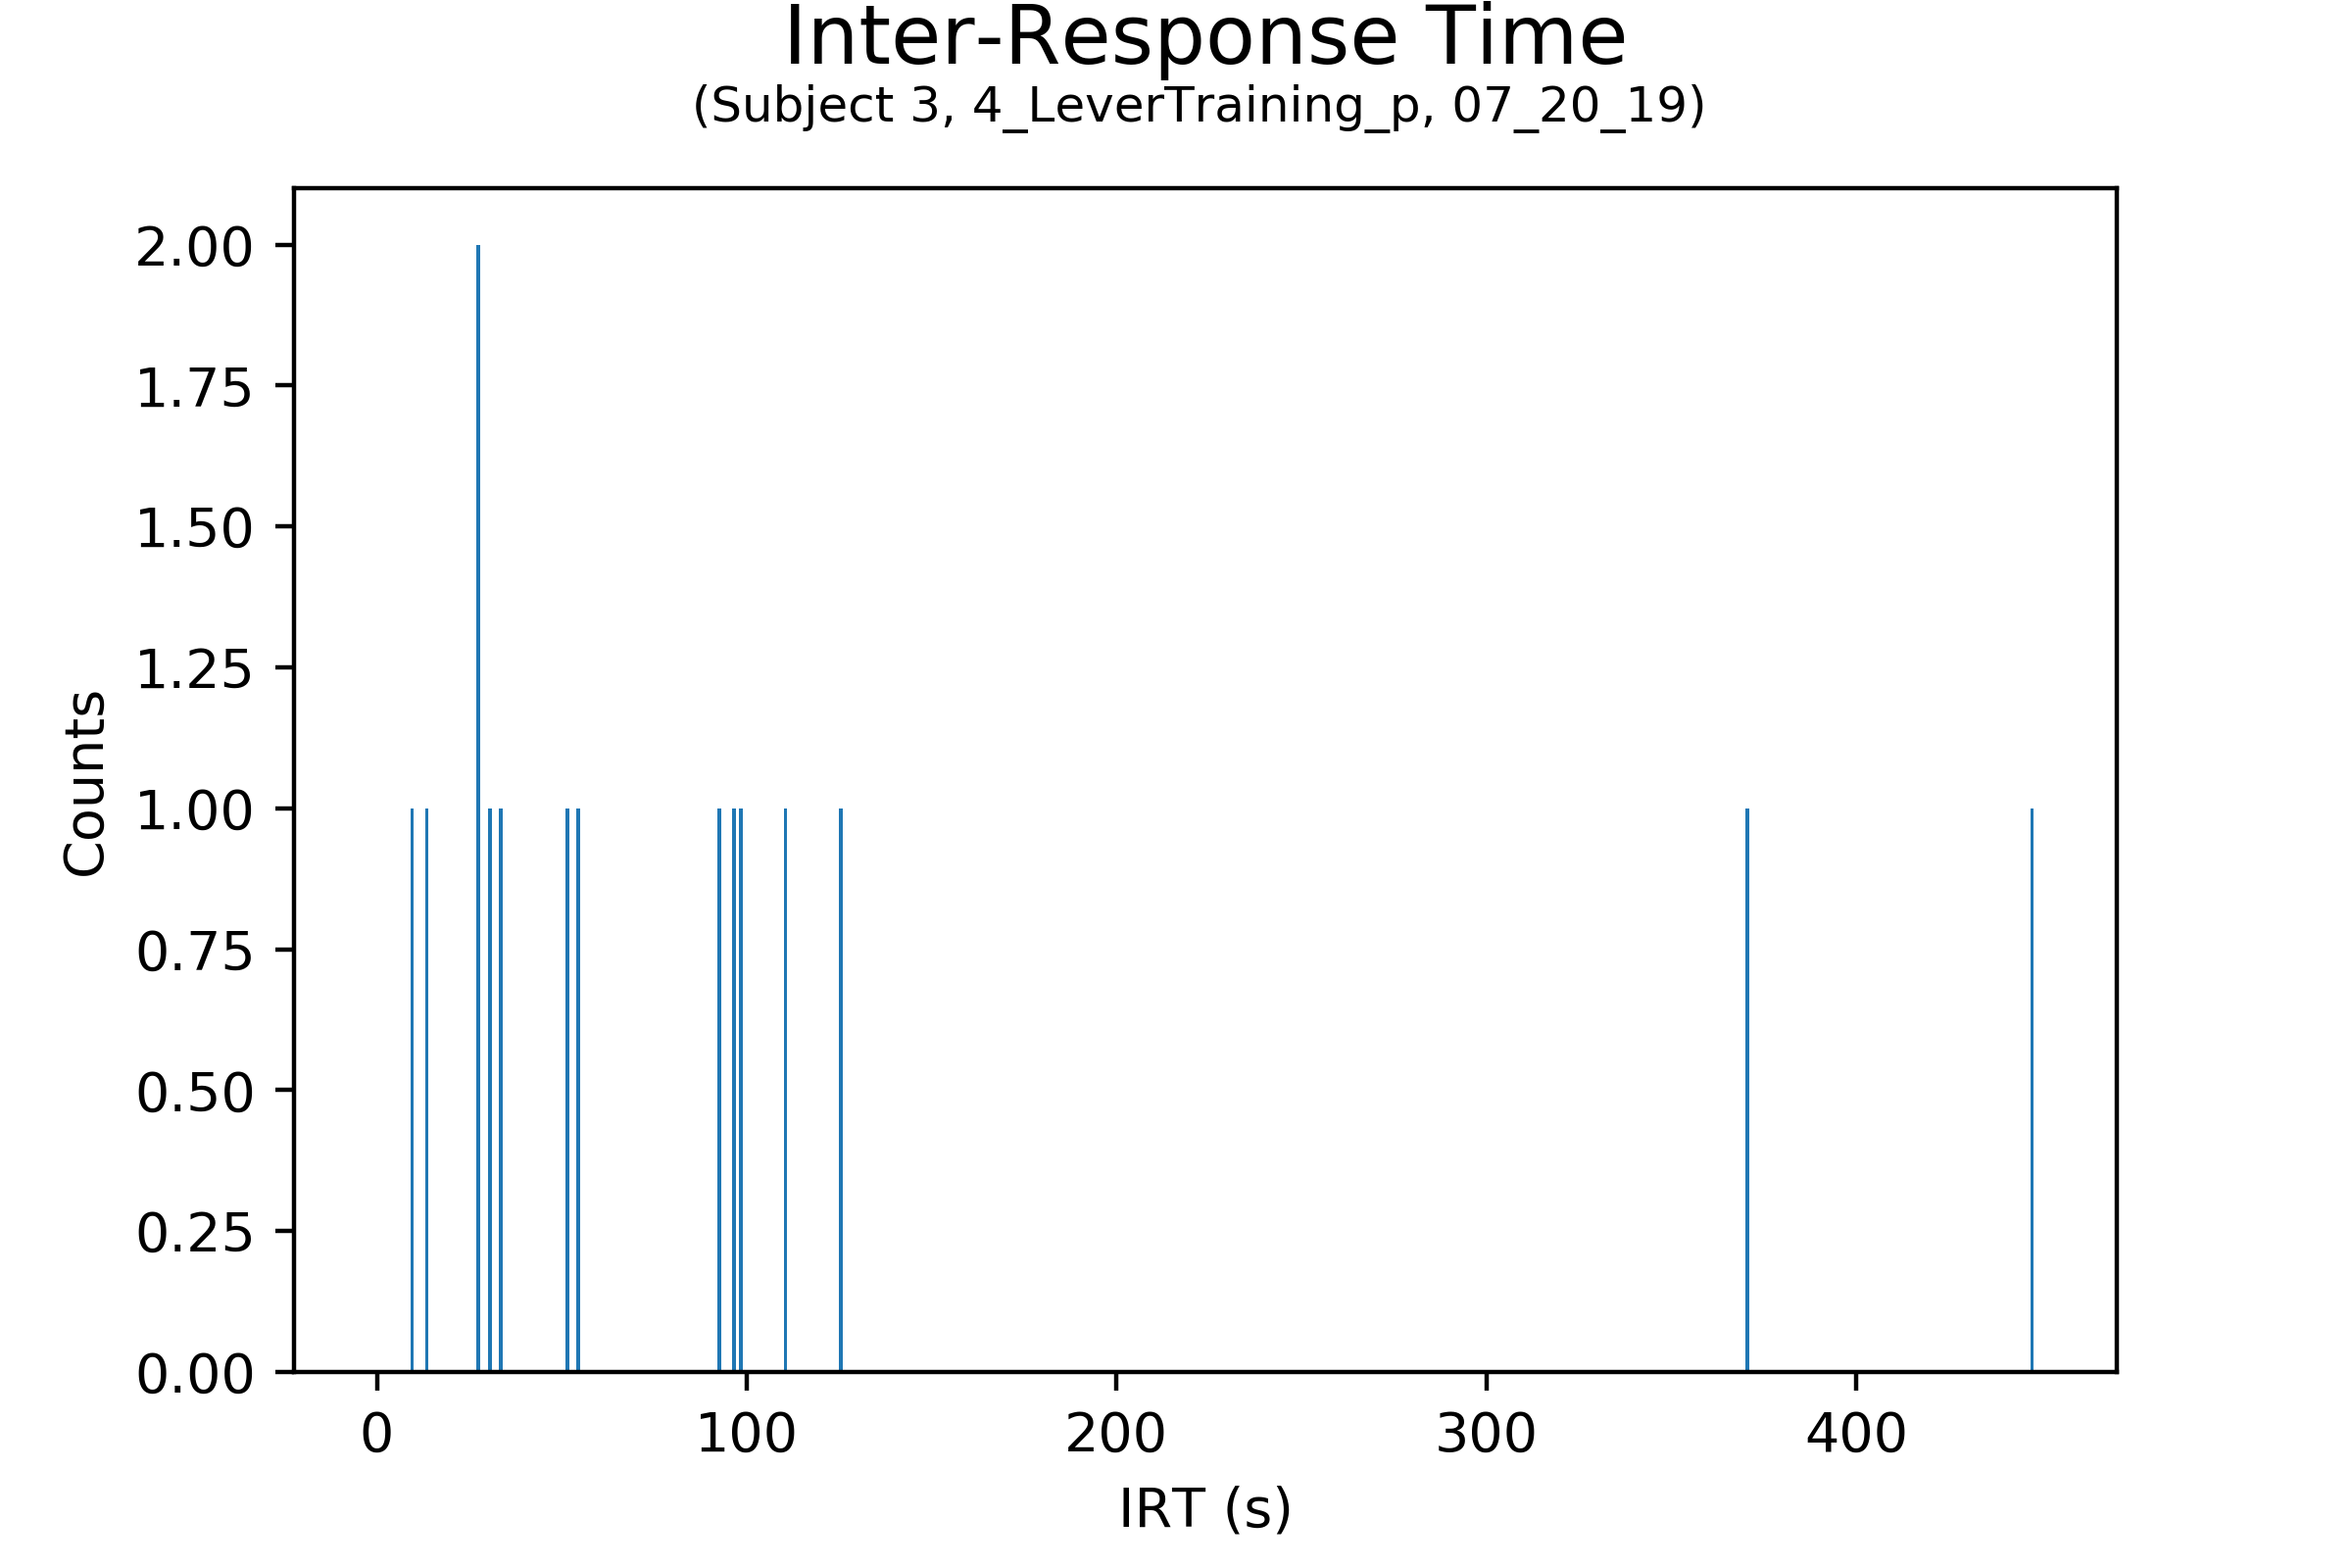 Inter-Response Time
(Subject 3, 4_LeverTraining_p, 07_20_19)
2.00
1.75
1.50
1.25
1.00
0.75
0.50
0.25
0.00
Counts
0 100 200 300 400
IRT (s)